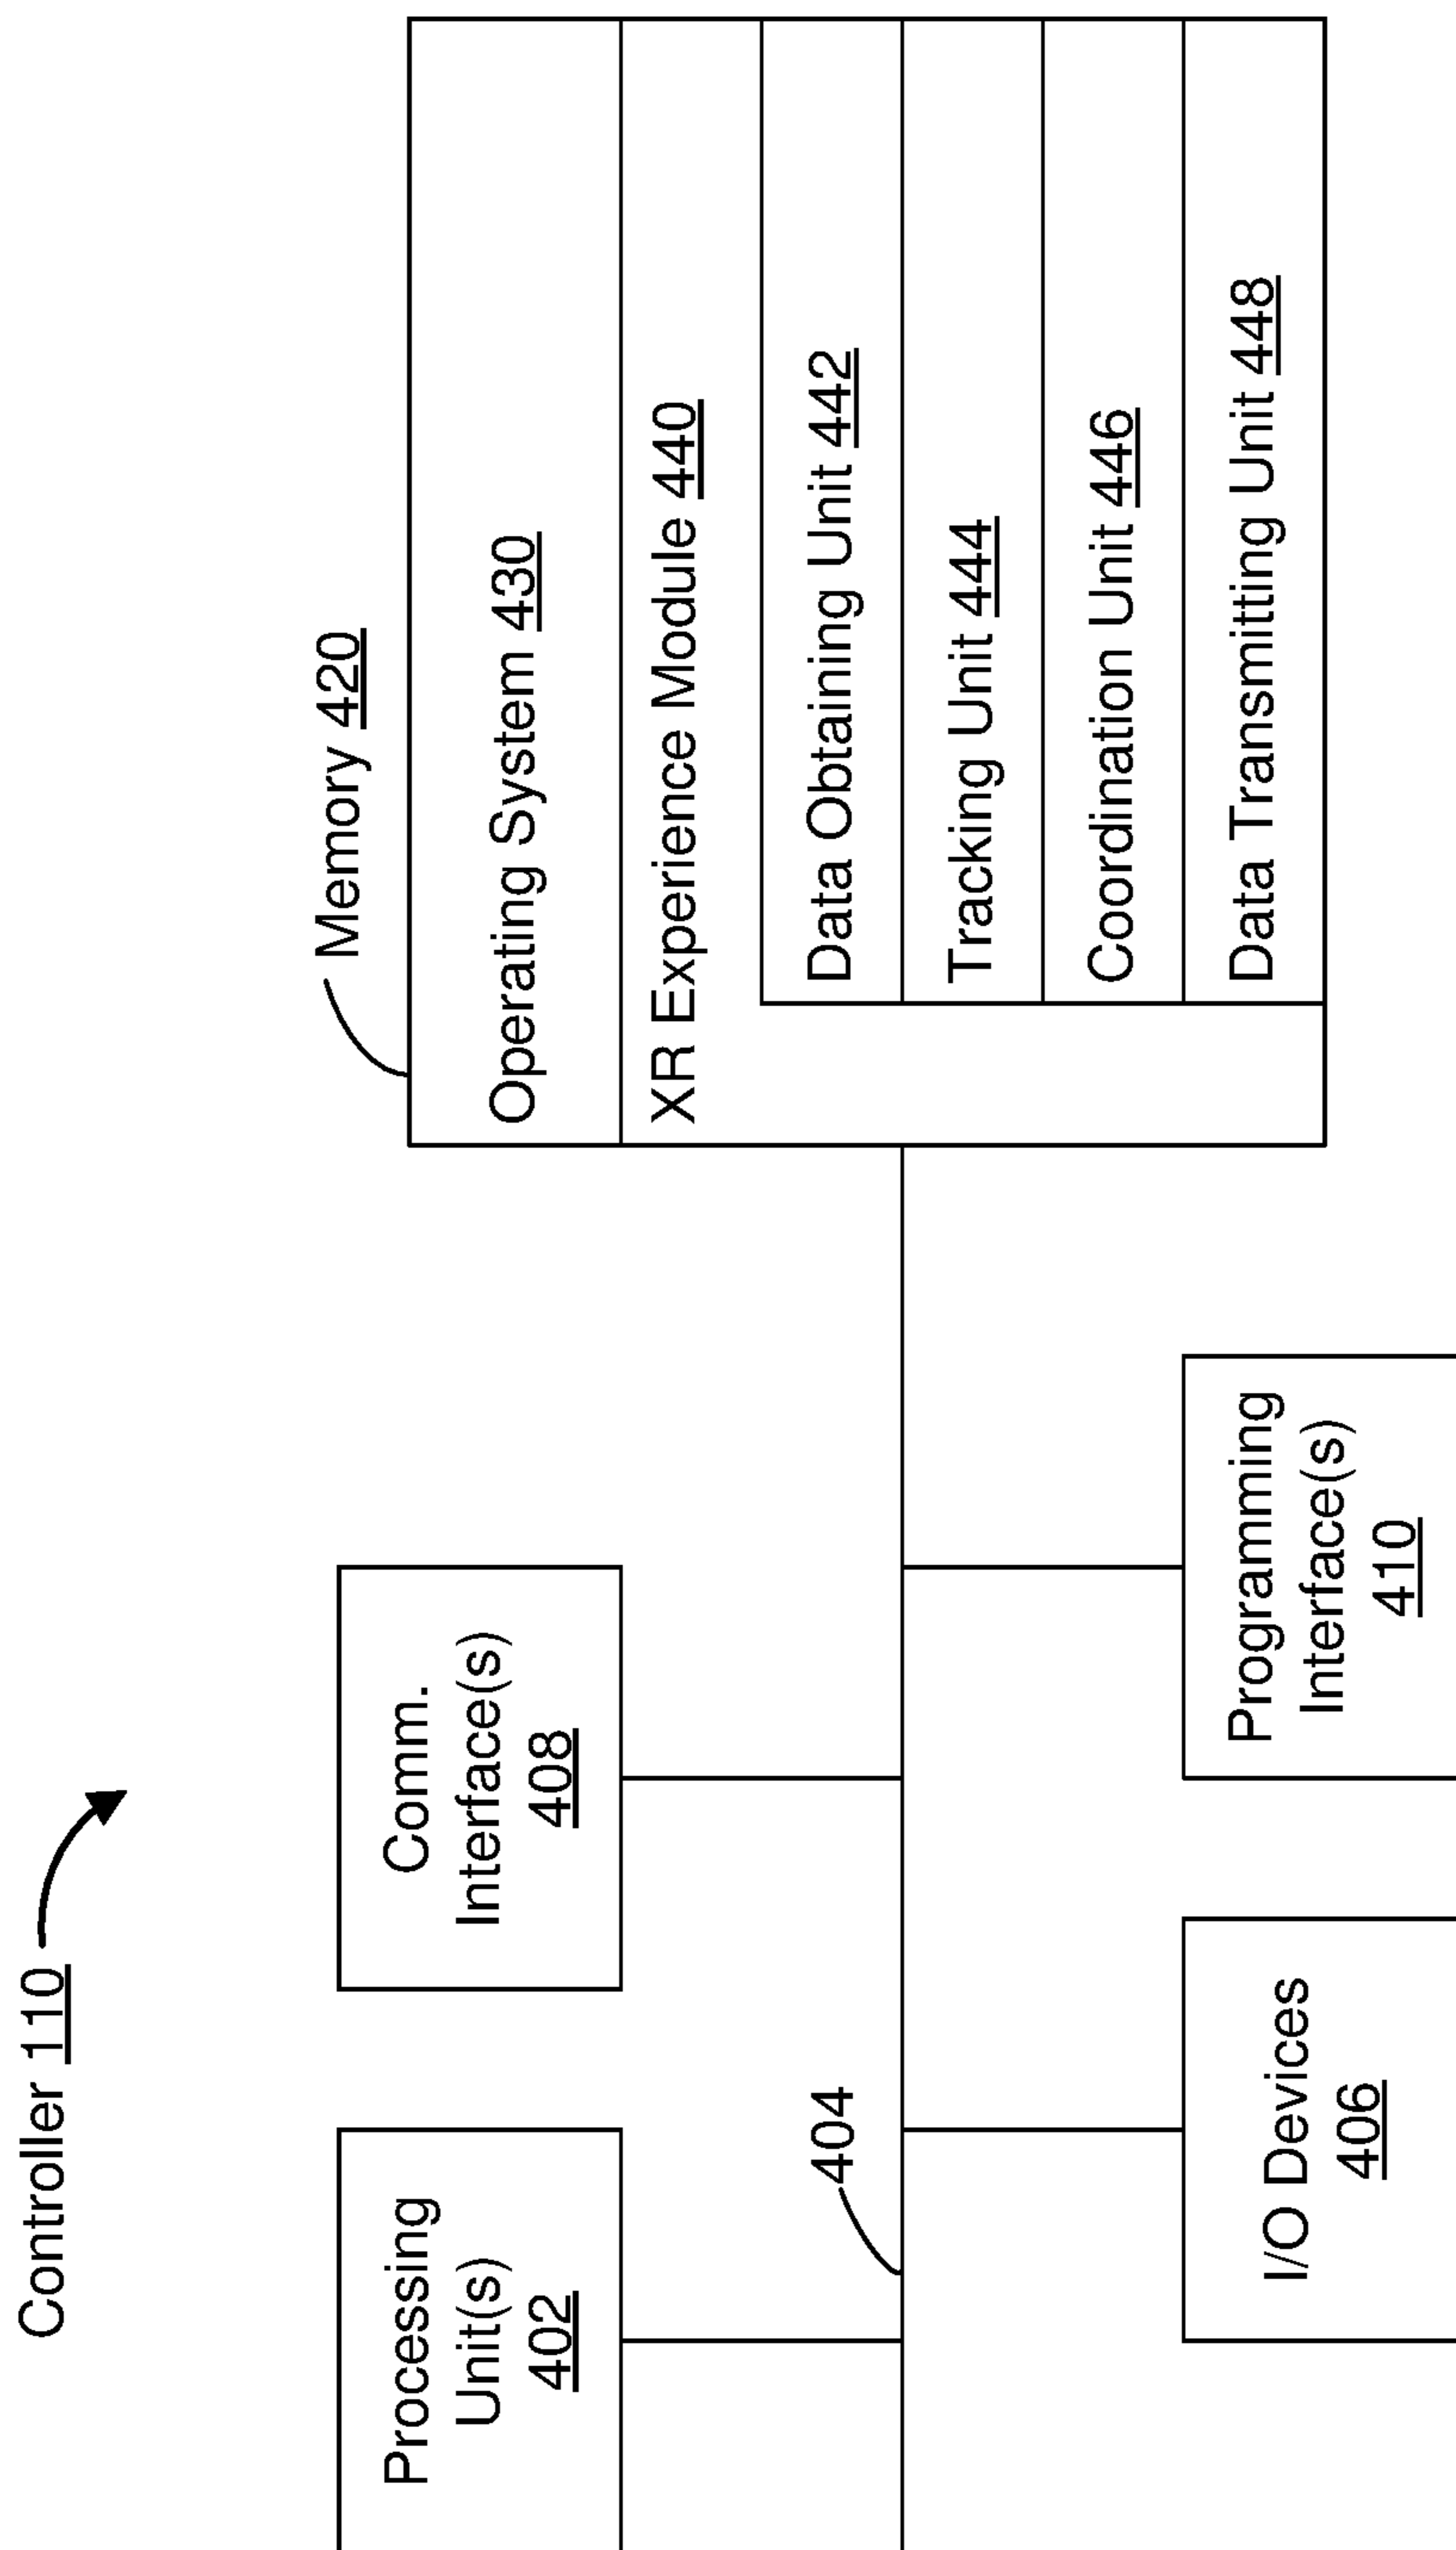 Controller 110
Processing
Unit(s)
402
Comm.
Interface(s)
408
Memory 420
Operating System 430
XR Experience Module 440
Data Obtaining Unit 442
Tracking Unit 444
Coordination Unit 446
Data Transmitting Unit 448
404
I/O Devices
406
Programming
Interface(s)
410